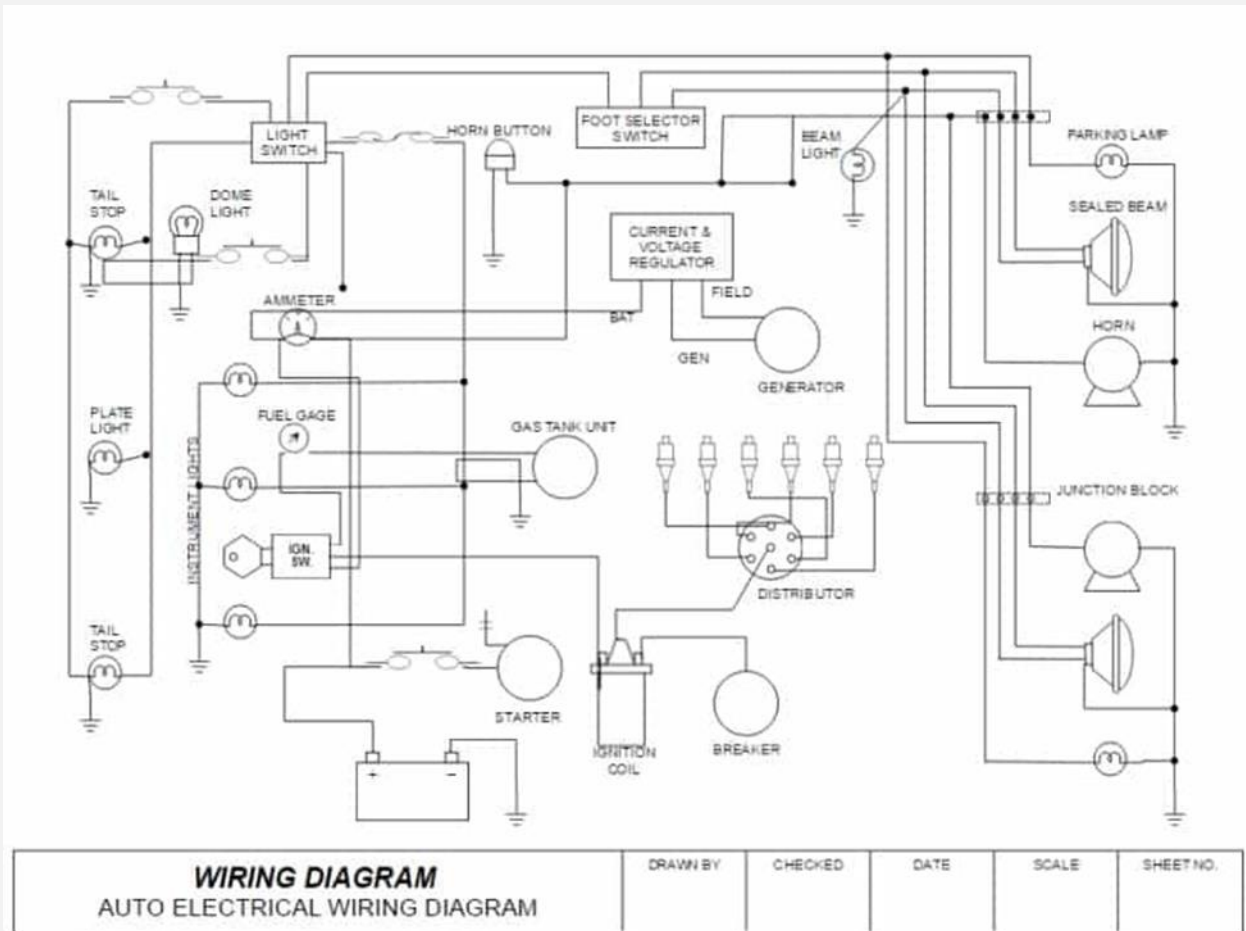 LIGHT
SWITCH
HORN BUTTON
FOOT SELECTOR
SWITCH
BEAM
LIGHT
PARKING LAMP
TAIL
STOP
DOME
LIGHT
SEALED BEAM
CURRENT &
VOLTAGE
REGULATOR
FIELD
AMMETER
BAT
HORN
GEN
GENERATOR
PLATE
LIGHT
FUEL GAGE
GAS TANK UNIT
INSTRUMENT LIGHTS
JUNCTION BLOCK
IGN.
SW.
DISTRIBUTOR
TAIL
STOP
STARTER
IGNITION
COIL
BREAKER
+ −
WIRING DIAGRAM
AUTO ELECTRICAL WIRING DIAGRAM
DRAWN BY
CHECKED
DATE
SCALE
SHEET NO.